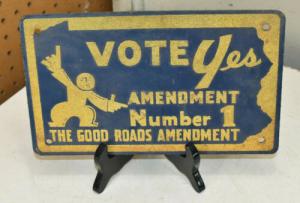 VOTE Yes
AMENDMENT
Number 1
THE GOOD ROADS AMENDMENT